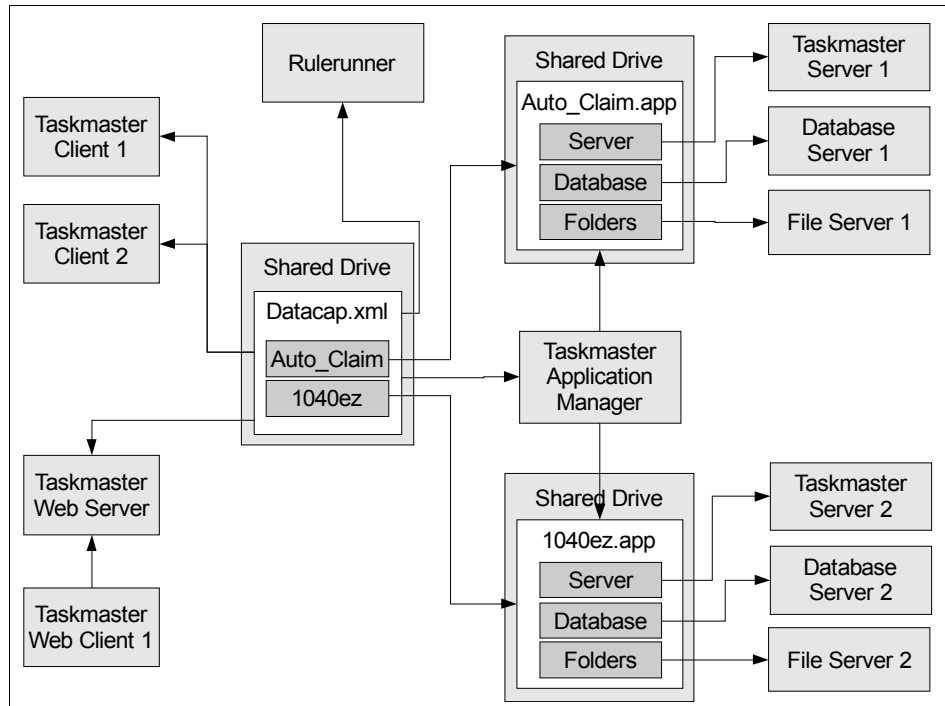 Rulerunner
Shared Drive
Auto_Claim.app
Server
Database
Folders
Taskmaster
Server 1
Database
Server 1
File Server 1
Taskmaster
Client 1
Taskmaster
Client 2
Shared Drive
Datacap.xml
Auto_Claim
1040ez
Taskmaster
Application
Manager
Taskmaster
Web Server
Taskmaster
Web Client 1
Shared Drive
1040ez.app
Server
Database
Folders
Taskmaster
Server 2
Database
Server 2
File Server 2